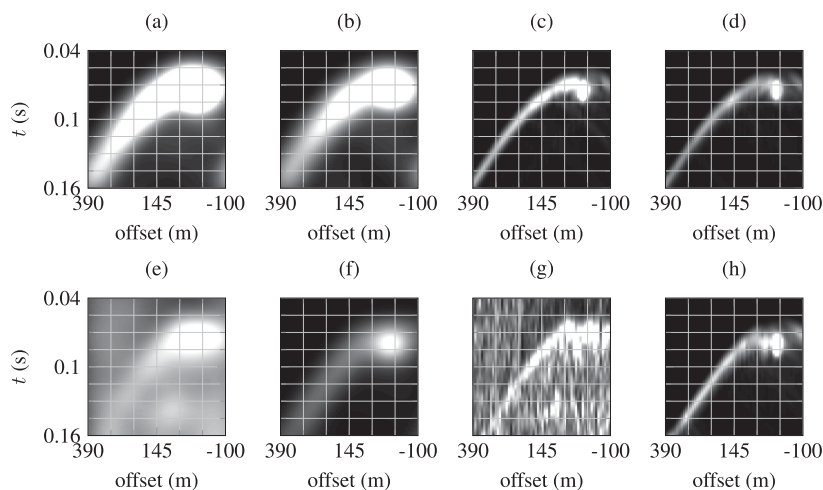 (a) (b) (c) (d)
0.04
0.1
0.16
t (s)
390 145 -100 390 145 -100 390 145 -100 390 145 -100
offset (m) offset (m) offset (m) offset (m)
(e) (f) (g) (h)
0.04
0.1
0.16
t (s)
390 145 -100 390 145 -100 390 145 -100 390 145 -100
offset (m) offset (m) offset (m) offset (m)